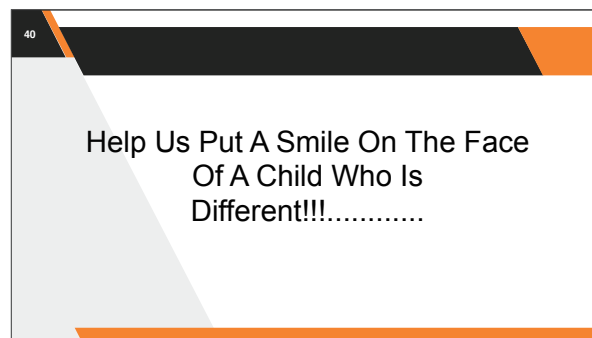 40
Help Us Put A Smile On The Face
Of A Child Who Is
Different!!!............